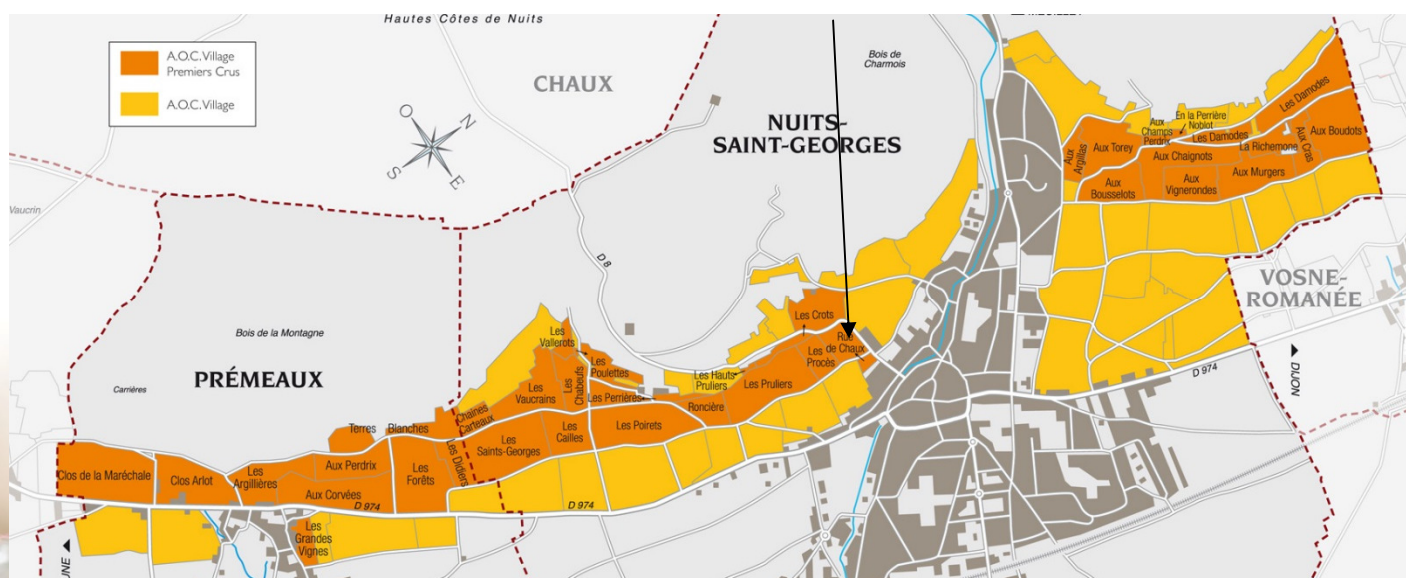 Hautes Côtes de Nuits
A.O.C. Village
Premiers Crus
A.O.C. Village
CHAUX
Bois de
Charmois
O
N
S
E
NUITS-
SAINT-GEORGES
Vaucrin
D 8
Bois de la Montagne
PRÉMEAUX
Carrières
Les Damodes
En la Perrière
Noblot
Aux
Champs
Perdrix
Les Damodes
Aux Boudots
Aux
Argillas
Aux Torey
La Richemone
Aux Cras
Aux Chaignots
Aux
Bousselots
Aux
Vignerondes
Aux Murgers
VOSNE-
ROMANÉE
DIJON
D 974
Les Crots
Rue
de Chaux
Les
Procès
Les
Vallerots
Les
Poulettes
Les Hauts
Pruliers
Les Pruliers
Les
Chabœufs
Les
Vaucrains
Les Perrières
Roncière
Chaines
Carteaux
Les Poirets
Les
Cailles
Les
Saints-Georges
Terres
Blanches
Les Didiers
Clos de la Maréchale
Clos Arlot
Les
Argillières
Aux Perdrix
Les
Forêts
Aux Corvées
D 974
D 974
Les
Grandes
Vignes